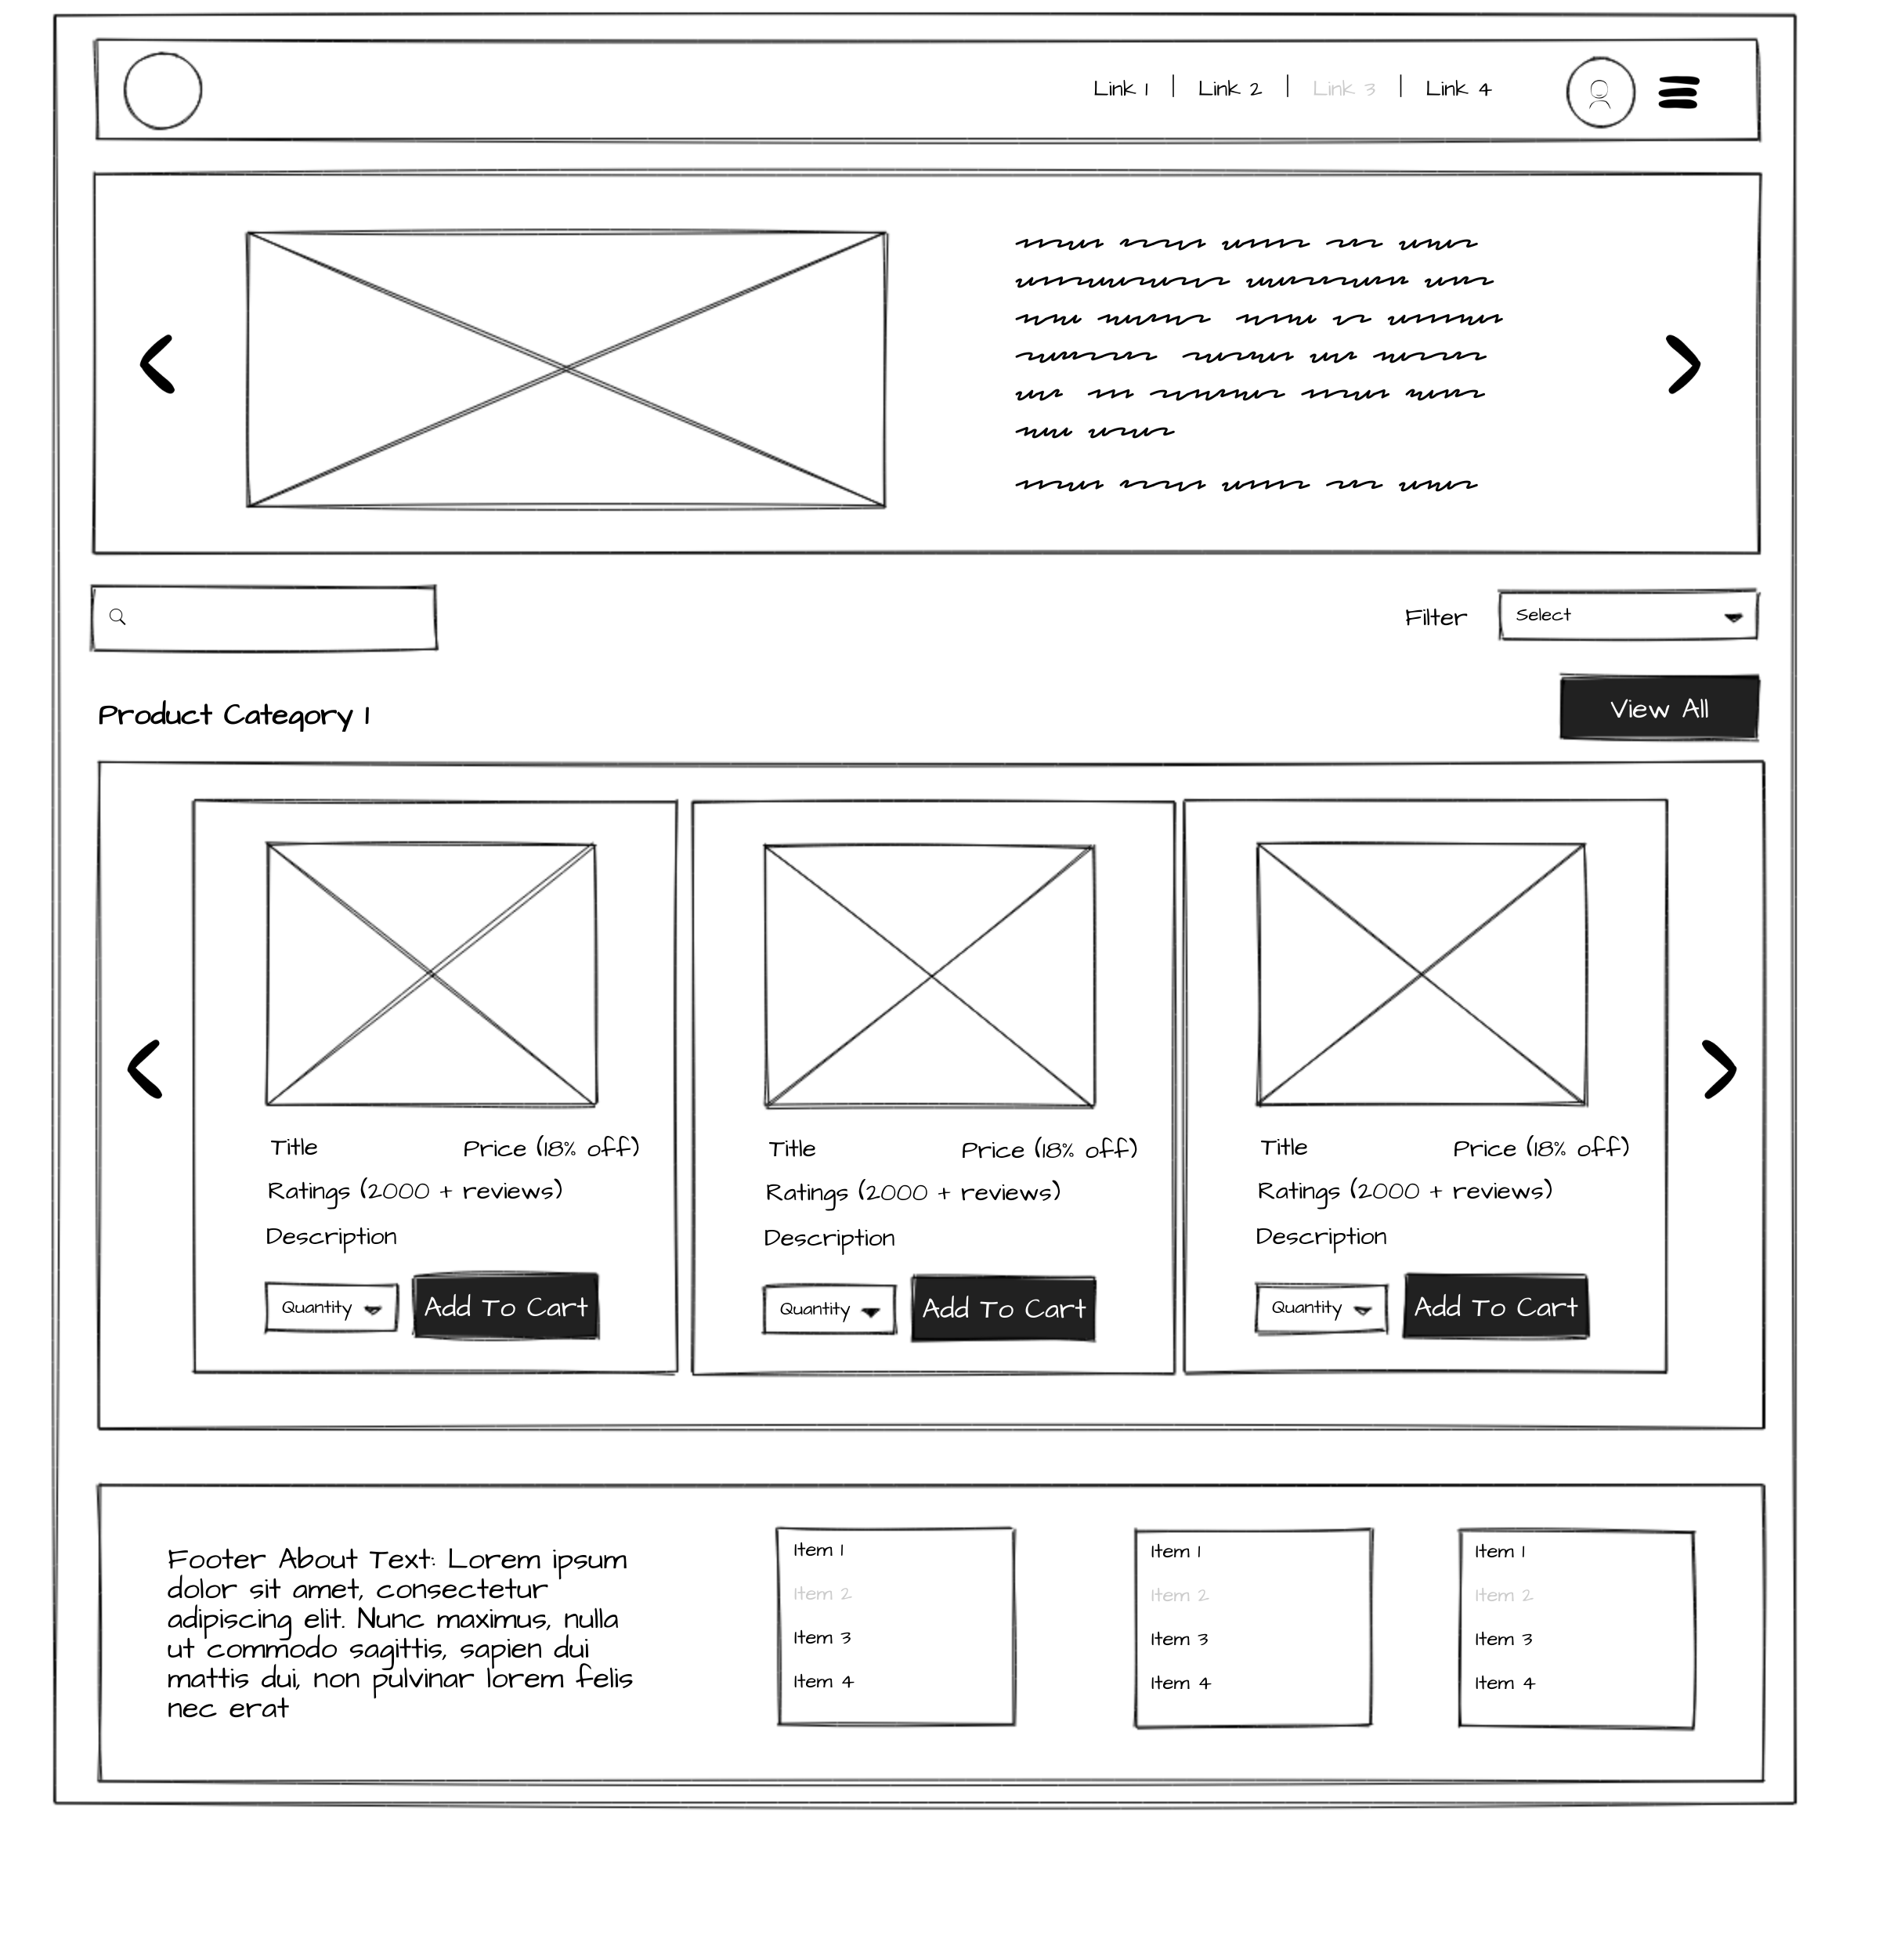 Link 1 | Link 2 | Link 3 | Link 4
Filter
Select
View All
Product Category 1
Title
Price (18% off)
Ratings (2000 + reviews)
Description
Quantity
Add To Cart
Title
Price (18% off)
Ratings (2000 + reviews)
Description
Quantity
Add To Cart
Title
Price (18% off)
Ratings (2000 + reviews)
Description
Quantity
Add To Cart
Footer About Text: Lorem ipsum
dolor sit amet, consectetur
adipiscing elit. Nunc maximus, nulla
ut commodo sagittis, sapien dui
mattis dui, non pulvinar lorem felis
nec erat
Item 1
Item 2
Item 3
Item 4
Item 1
Item 2
Item 3
Item 4
Item 1
Item 2
Item 3
Item 4